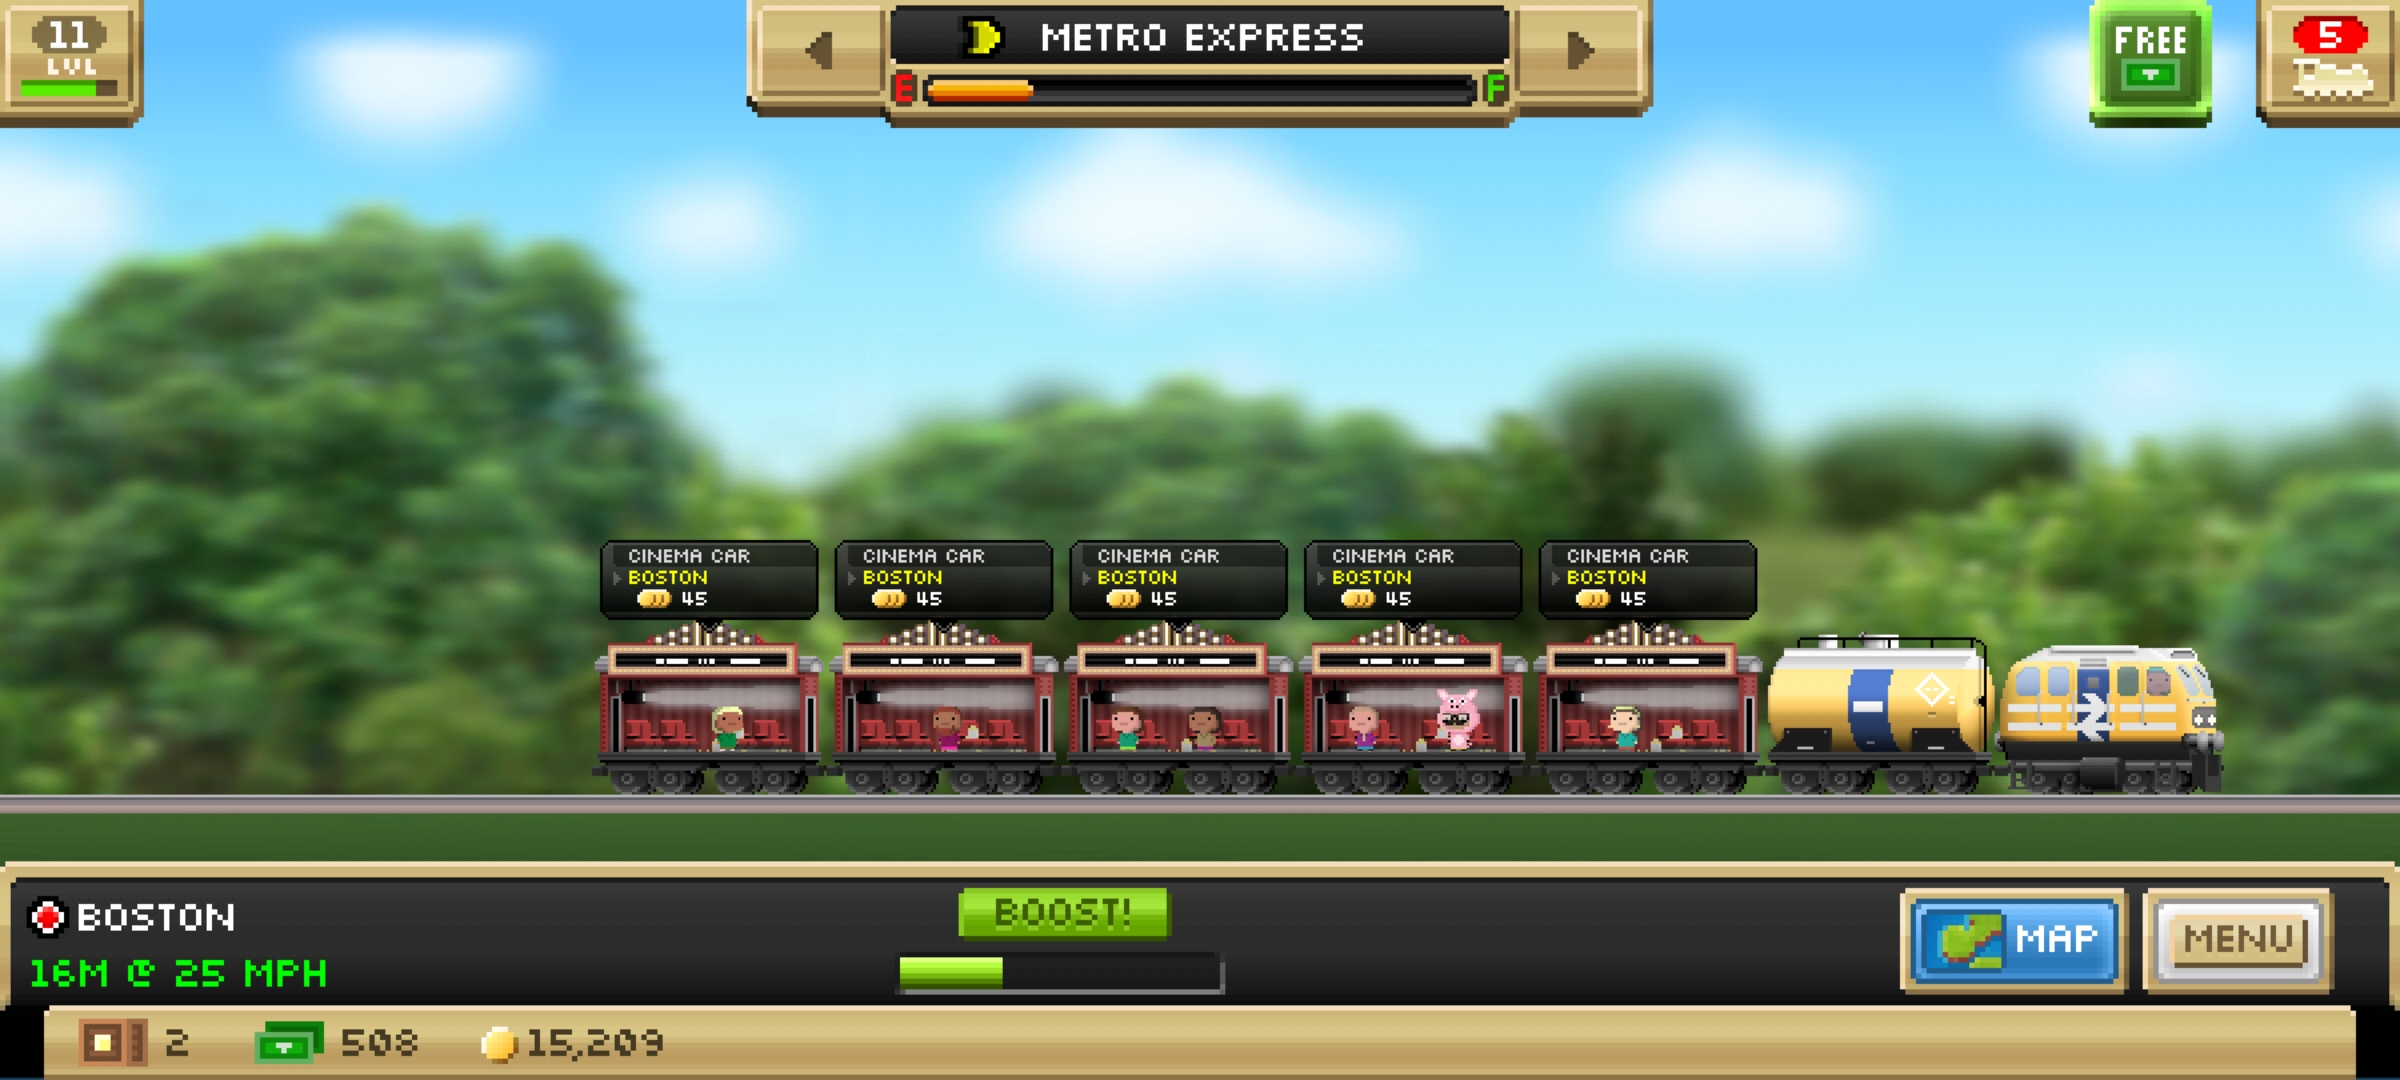 11
LVL
METRO EXPRESS
E F
FREE
5
CINEMA CAR
BOSTON
45
CINEMA CAR
BOSTON
45
CINEMA CAR
BOSTON
45
CINEMA CAR
BOSTON
45
CINEMA CAR
BOSTON
45
BOSTON
16M @ 25 MPH
BOOST!
MAP
MENU
2
508
15,209